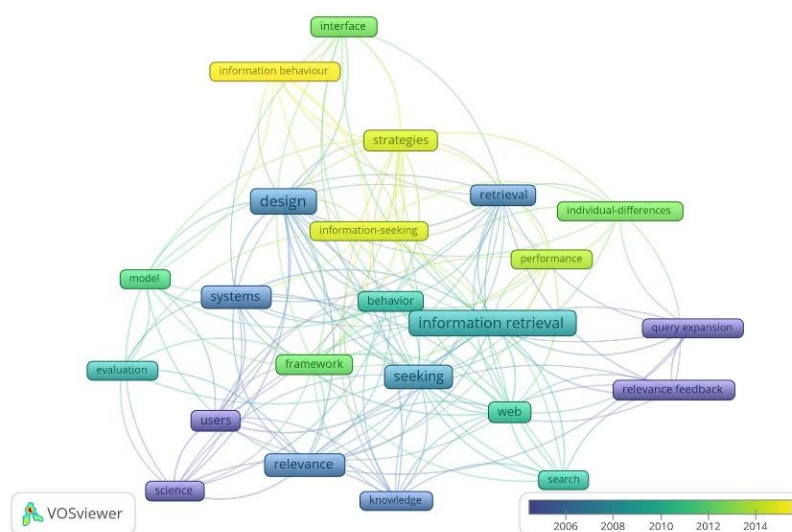 interface
information behaviour
strategies
design
retrieval
individual-differences
information-seeking
performance
model
systems
behavior
information retrieval
query expansion
evaluation
framework
seeking
relevance feedback
users
web
relevance
science
knowledge
search
VOSviewer
2006 2008 2010 2012 2014